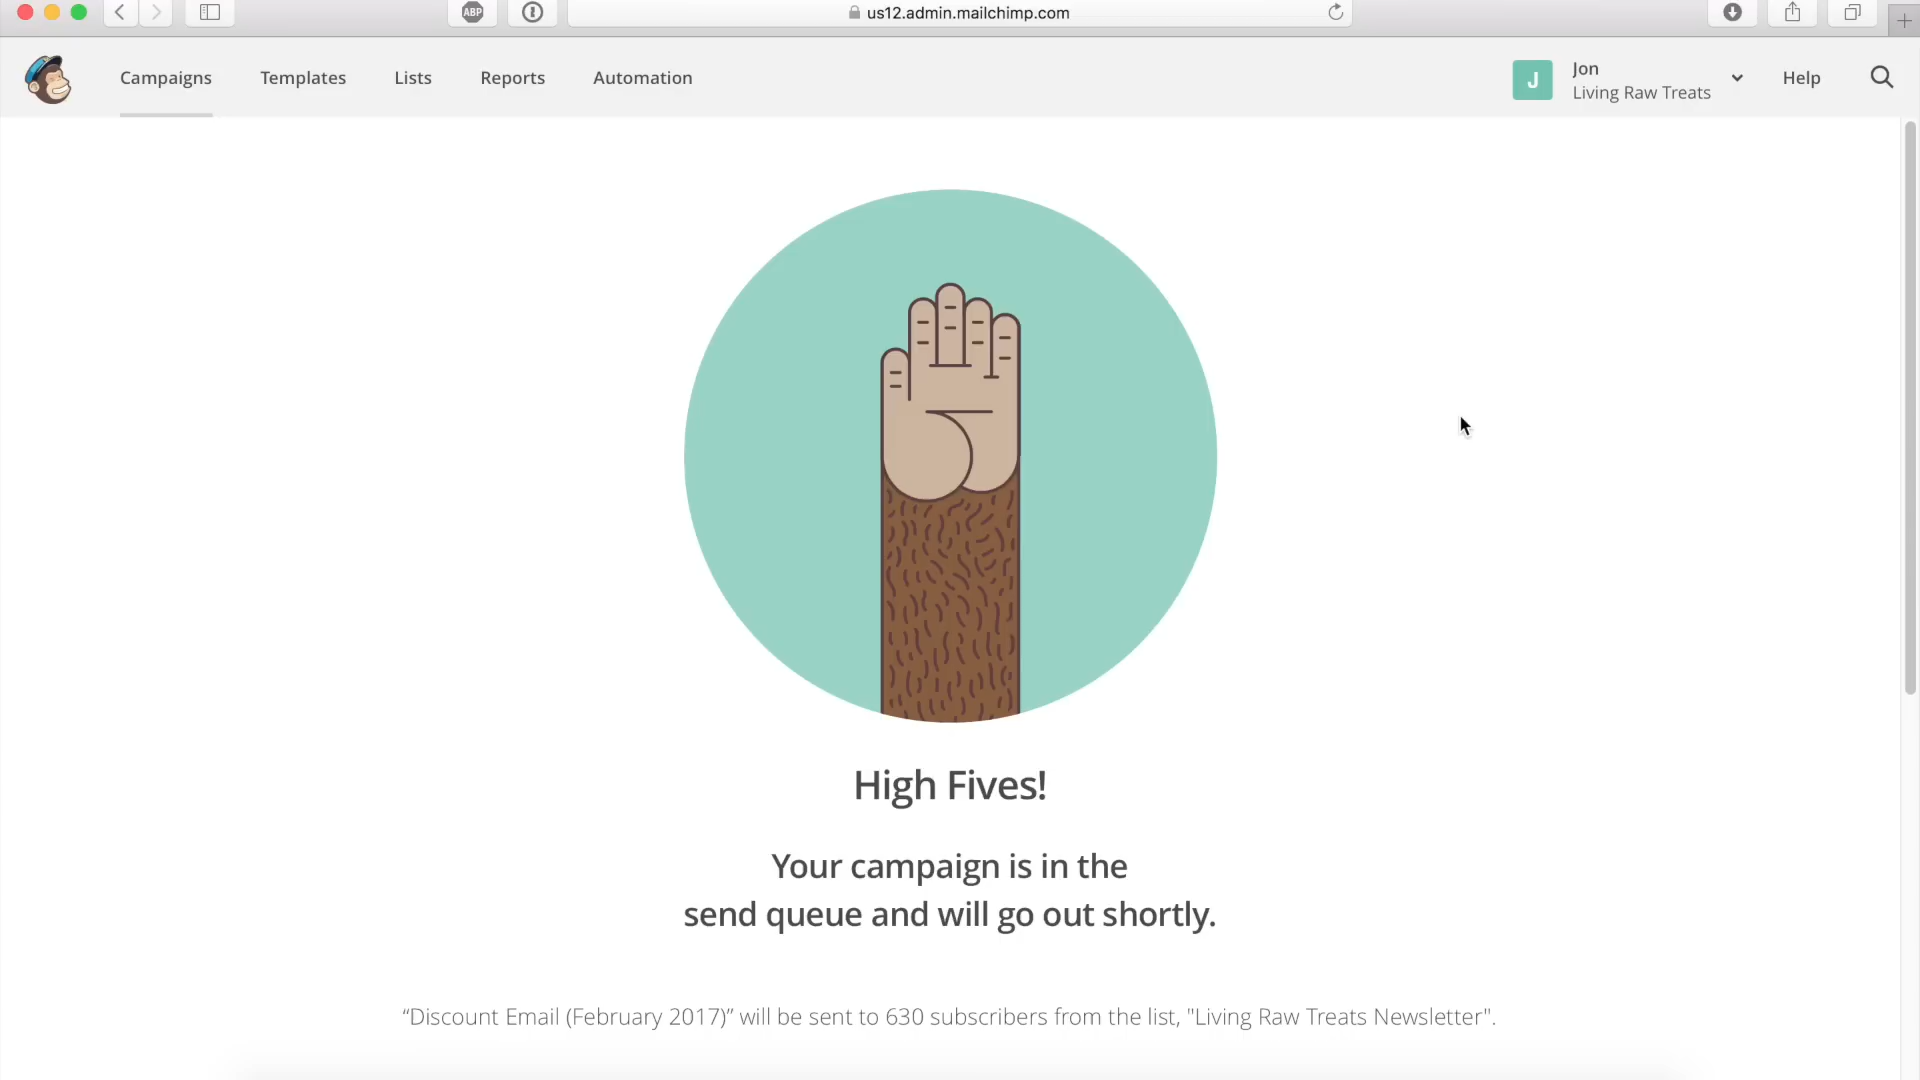 ABP
us12.admin.mailchimp.com
Campaigns Templates Lists Reports Automation
J
Jon
Living Raw Treats
Help
High Fives!
Your campaign is in the
send queue and will go out shortly.
“Discount Email (February 2017)” will be sent to 630 subscribers from the list, "Living Raw Treats Newsletter".